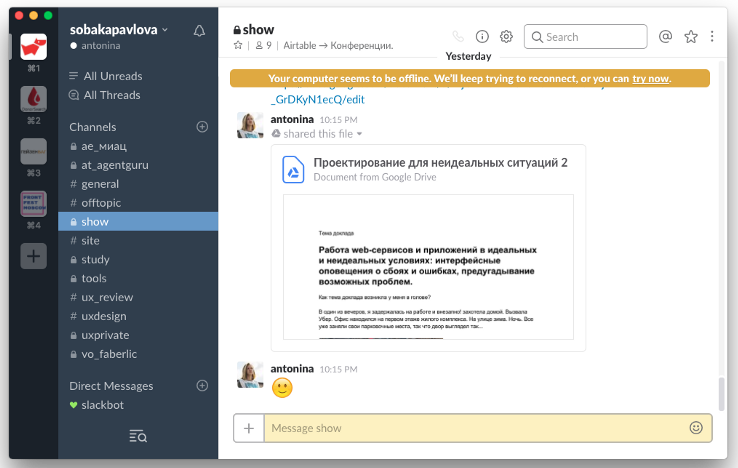 sobakapavlova
antonina
⌘1
⌘2
⌘3
⌘4
All Unreads
All Threads
Channels
ае_миац
at_agentguru
# general
# offtopic
show
# site
study
tools
# ux_review
# uxdesign
uxprivate
vo_faberlic
Direct Messages
slackbot
show
9 | Airtable → Конференции.
Search
Yesterday
Your computer seems to be offline. We'll keep trying to reconnect, or you can try now.
_GrDKyN1ecQ/edit
antonina 10:15 PM
shared this file
Проектирование для неидеальных ситуаций 2
Document from Google Drive
Тема доклада
Работа web-сервисов и приложений в идеальных
и неидеальных условиях: интерфейсные
оповещения о сбоях и ошибках, предугадывание
возможных проблем.
Как тема доклада возникла у меня в голове?
В один из вечеров, я задержалась на работе и внезапно захотела домой. Вызвала
Убер. Офис находился на первом этаже жилого комплекса. На улице зима. Ночь. Все
уже заняли свои парковочные места, так что двор выглядел так...
antonina 10:15 PM
Message show